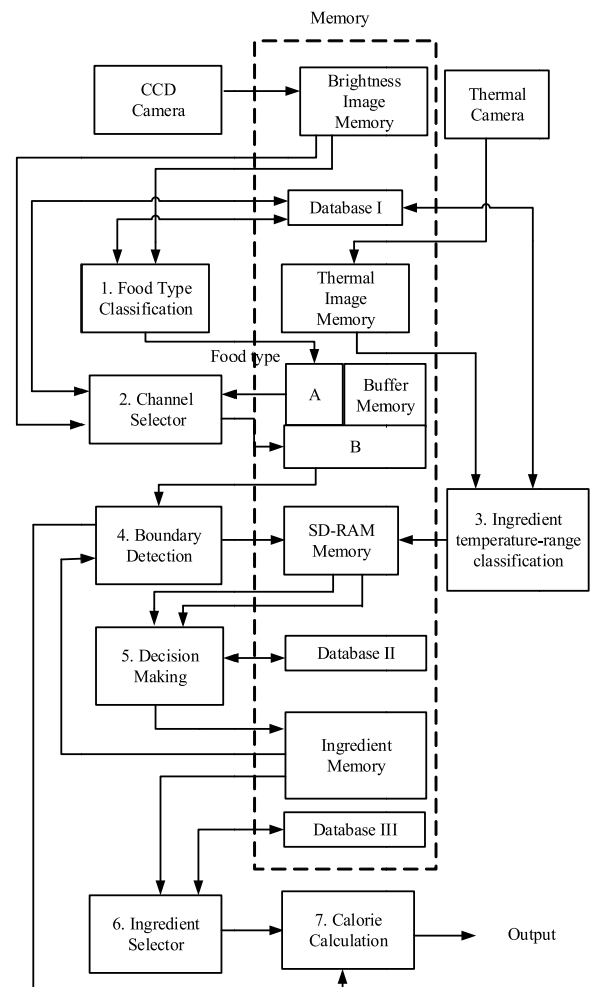 Memory
CCD
Camera
Brightness
Image
Memory
Thermal
Camera
Database I
1. Food Type
Classification
Thermal
Image
Memory
Food type
2. Channel
Selector
A
Buffer
Memory
B
4. Boundary
Detection
SD-RAM
Memory
3. Ingredient
temperature-range
classification
5. Decision
Making
Database II
Ingredient
Memory
Database III
6. Ingredient
Selector
7. Calorie
Calculation
Output